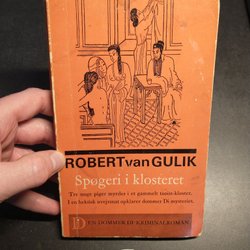 ROBERT van GULIK
Spøgeri i klosteret
Tre unge piger myrdet i et gammelt taoist-kloster.
I en hektisk uvejrsnat opklarer dommer Di mysteriet.
D EN DOMMER DI-KRIMINALROMAN